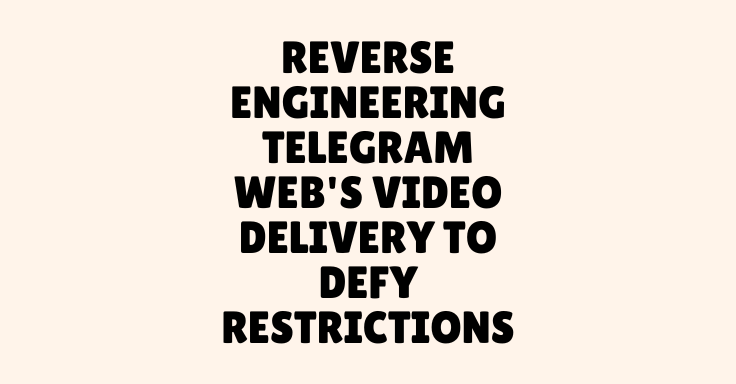 REVERSE
ENGINEERING
TELEGRAM
WEB'S VIDEO
DELIVERY TO
DEFY
RESTRICTIONS